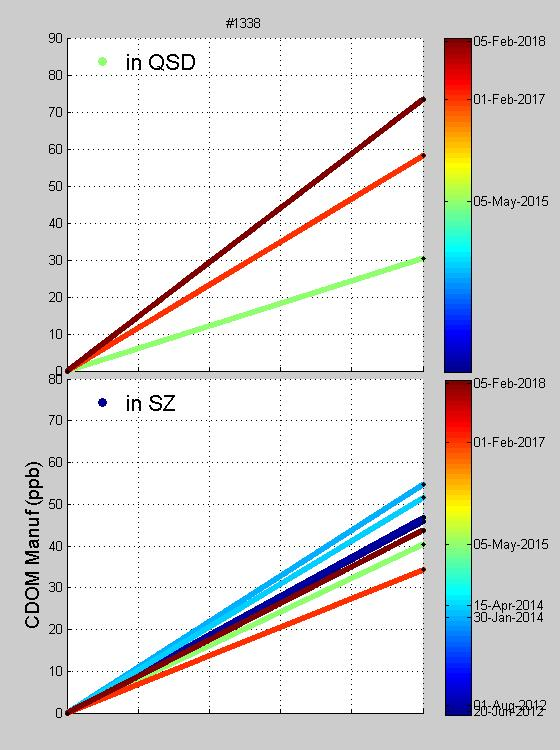 #1338
90
80
70
60
50
40
30
20
10
0
in QSD
05-Feb-2018
01-Feb-2017
05-May-2015
80
70
60
50
40
30
20
10
0
in SZ
CDOM Manuf (ppb)
05-Feb-2018
01-Feb-2017
05-May-2015
15-Apr-2014
30-Jan-2014
01-Aug-2012
20-Jun-2012